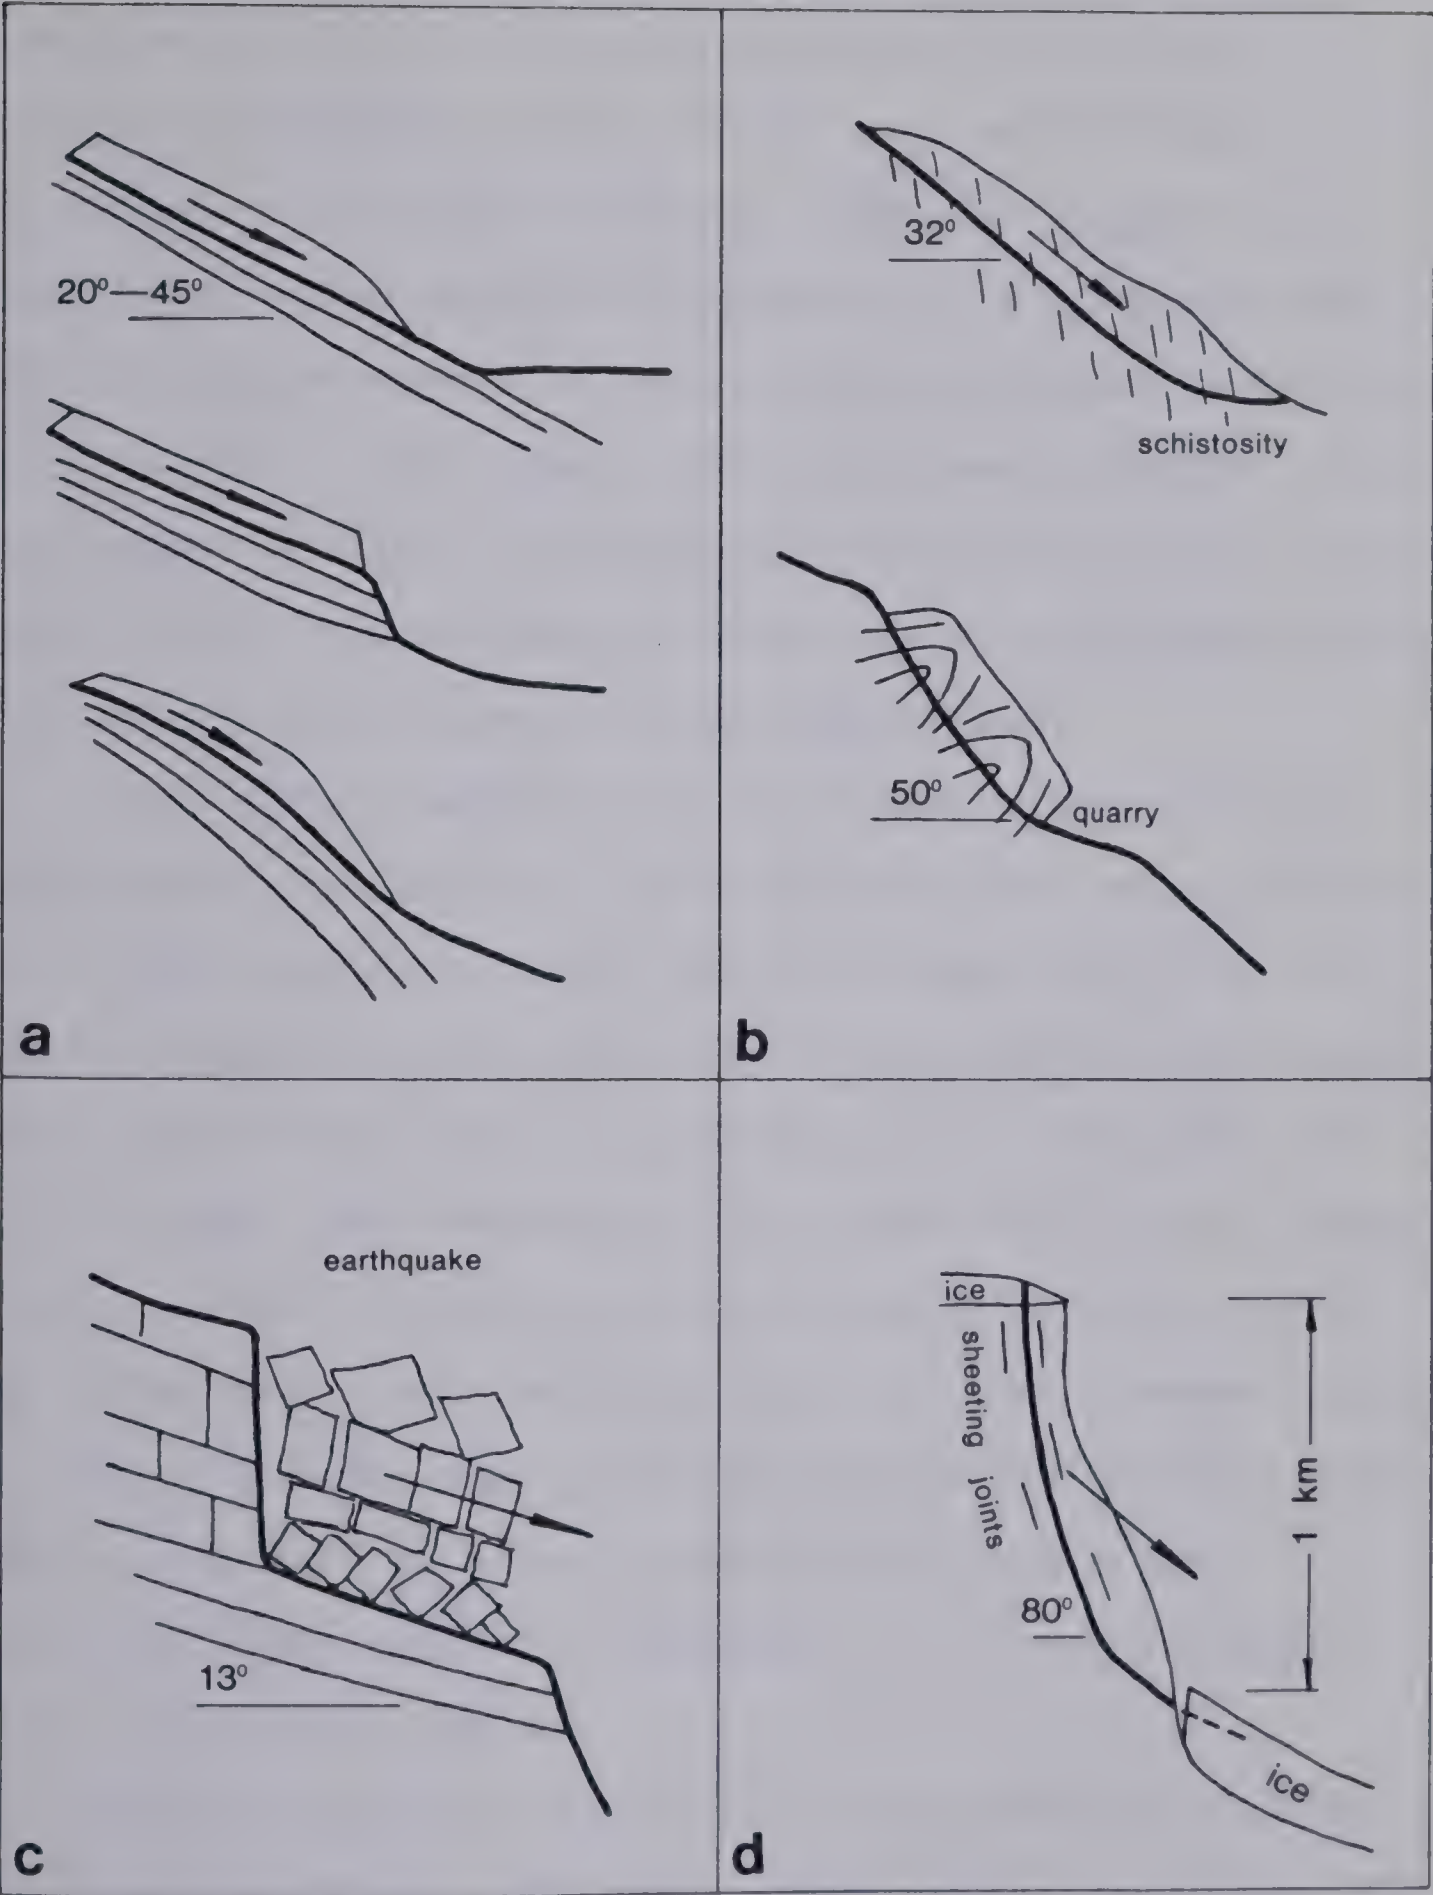 20°—45°
a
32°
schistosity
50°
quarry
b
earthquake
13°
c
ice
sheeting joints
1 km
80°
ice
d